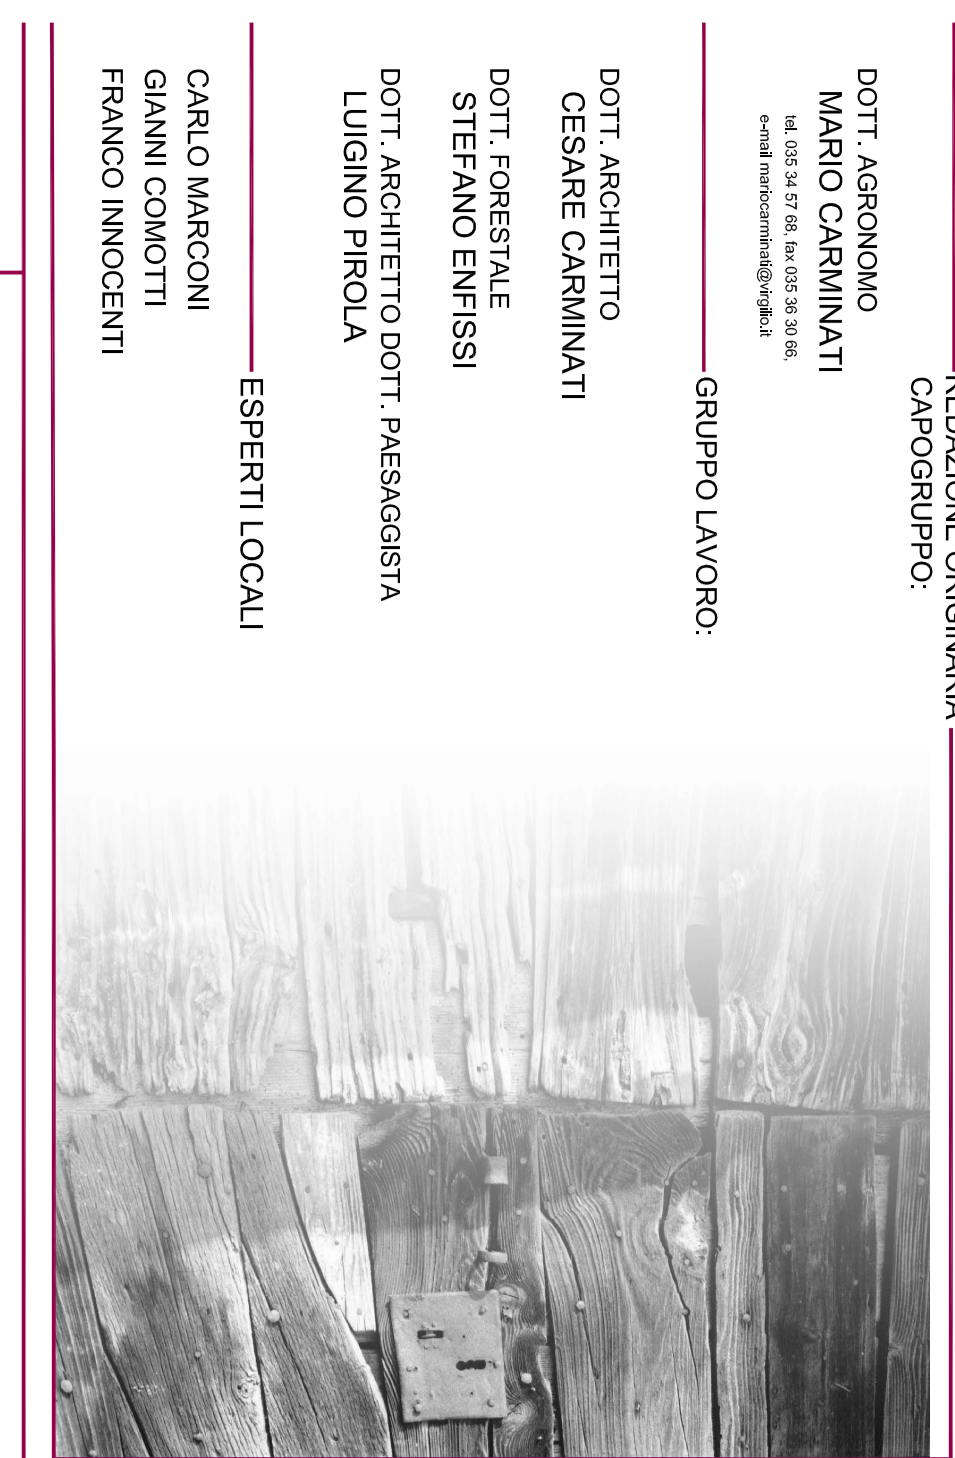 REDAZIONE ORIGINARIA
CAPOGRUPPO:
DOTT. AGRONOMO
MARIO CARMINATI
tel. 035 34 57 68, fax 035 36 30 66,
e-mail mariocarminati@virgilio.it
GRUPPO LAVORO:
DOTT. ARCHITETTO
CESARE CARMINATI
DOTT. FORESTALE
STEFANO ENFISSI
DOTT. ARCHITETTO DOTT. PAESAGGISTA
LUIGINO PIROLA
ESPERTI LOCALI
CARLO MARCONI
GIANNI COMOTTI
FRANCO INNOCENTI